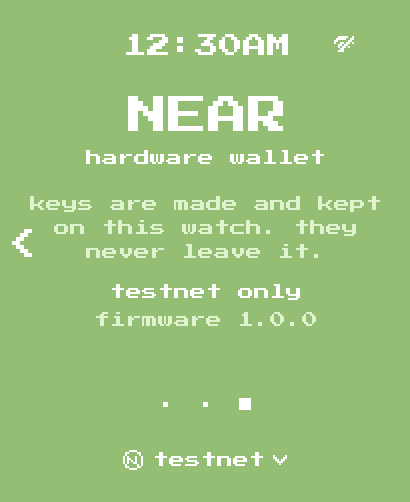 12:30AM
NEAR
hardware wallet
keys are made and kept
on this watch. they
never leave it.
testnet only
firmware 1.0.0
N testnet